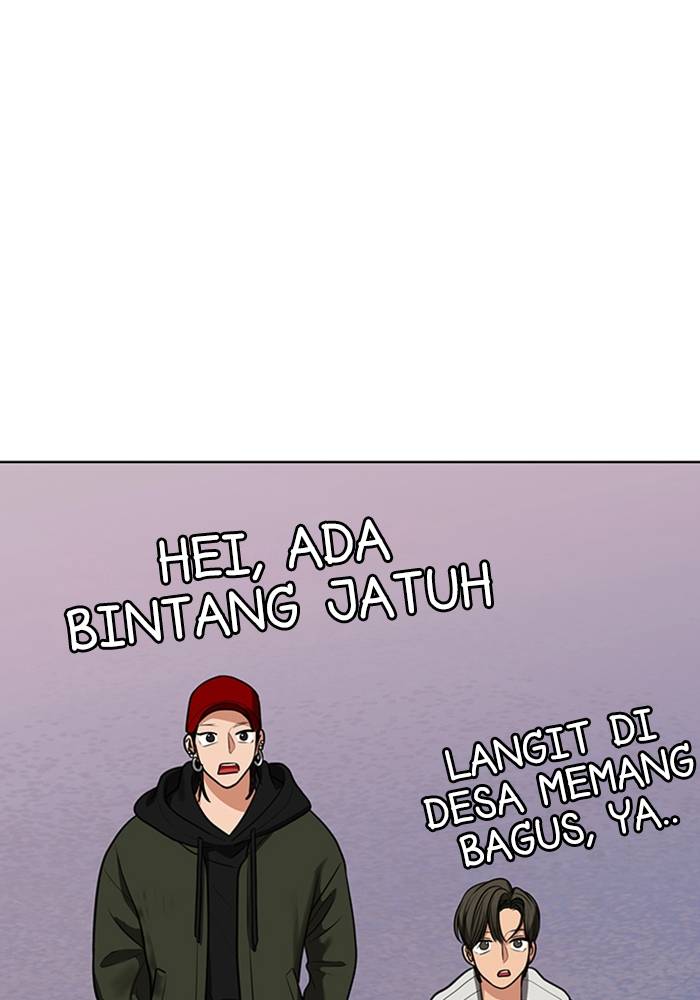 HEI, ADA
BINTANG JATUH
LANGIT DI
DESA MEMANG
BAGUS, YA..